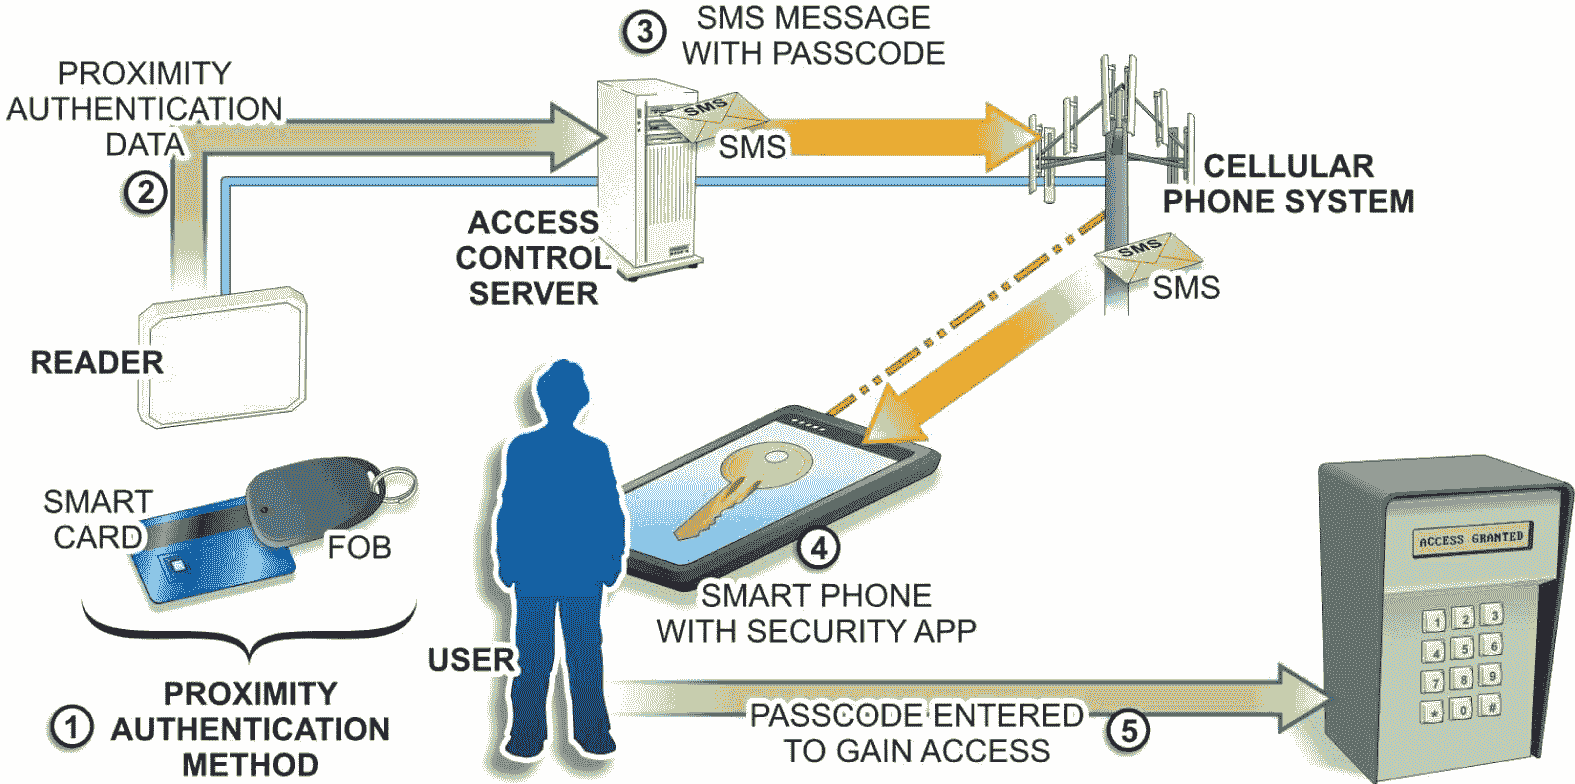 3
SMS MESSAGE
WITH PASSCODE
PROXIMITY
AUTHENTICATION
DATA
2
SMS
SMS
CELLULAR
PHONE SYSTEM
ACCESS
CONTROL
SERVER
SMS
SMS
READER
SMART
CARD
FOB
4
SMART PHONE
WITH SECURITY APP
USER
1
PROXIMITY
AUTHENTICATION
METHOD
PASSCODE ENTERED
TO GAIN ACCESS
5
ACCESS GRANTED
1 2 3
4 5 6
7 8 9
* 0 #